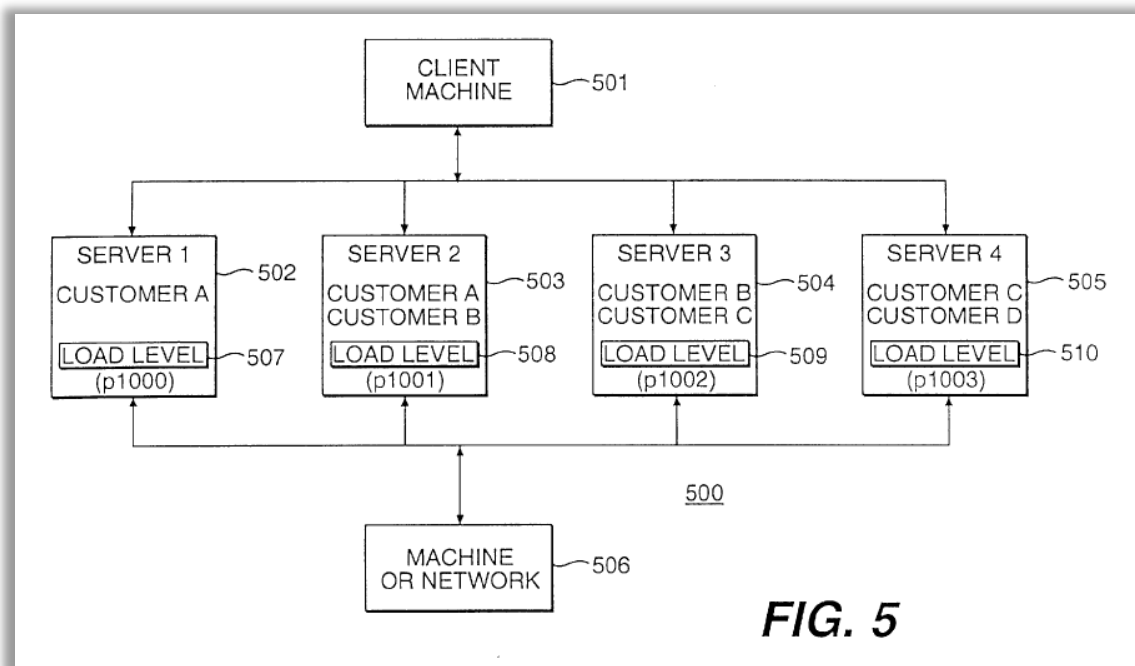 CLIENT
MACHINE
501
SERVER 1
CUSTOMER A
LOAD LEVEL
(p1000)
502
507
SERVER 2
CUSTOMER A
CUSTOMER B
LOAD LEVEL
(p1001)
503
508
SERVER 3
CUSTOMER B
CUSTOMER C
LOAD LEVEL
(p1002)
504
509
SERVER 4
CUSTOMER C
CUSTOMER D
LOAD LEVEL
(p1003)
505
510
500
MACHINE
OR NETWORK
506
FIG. 5